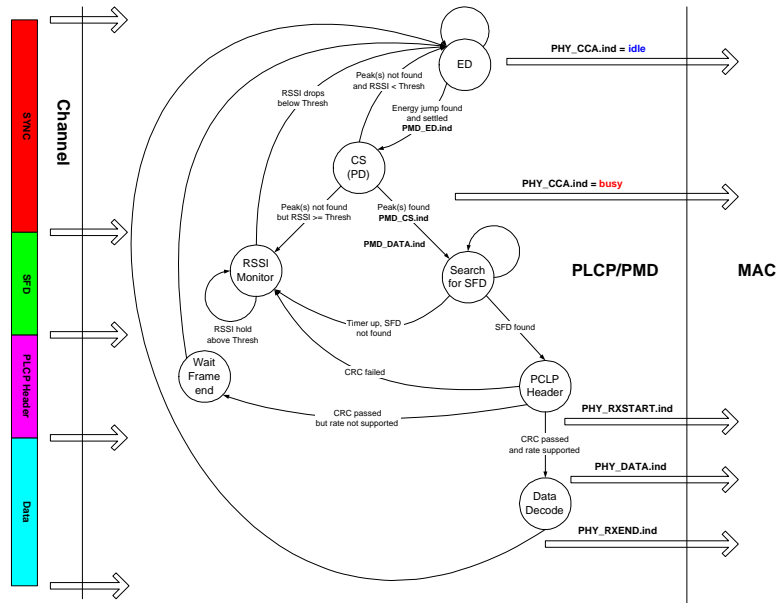 SYNC
SFD
PLCP Header
Data
Channel
ED
PHY_CCA.ind = idle
Peak(s) not found
and RSSI < Thresh
RSSI drops
below Thresh
Energy jump found
and settled
PMD_ED.ind
CS
(PD)
PHY_CCA.ind = busy
Peak(s) not found
but RSSI >= Thresh
Peak(s) found
PMD_CS.ind
PMD_DATA.ind
RSSI
Monitor
Search
for SFD
PLCP/PMD
MAC
RSSI hold
above Thresh
Timer up, SFD
not found
SFD found
Wait
Frame
end
CRC failed
PCLP
Header
CRC passed
but rate not supported
PHY_RXSTART.ind
CRC passed
and rate supported
PHY_DATA.ind
Data
Decode
PHY_RXEND.ind